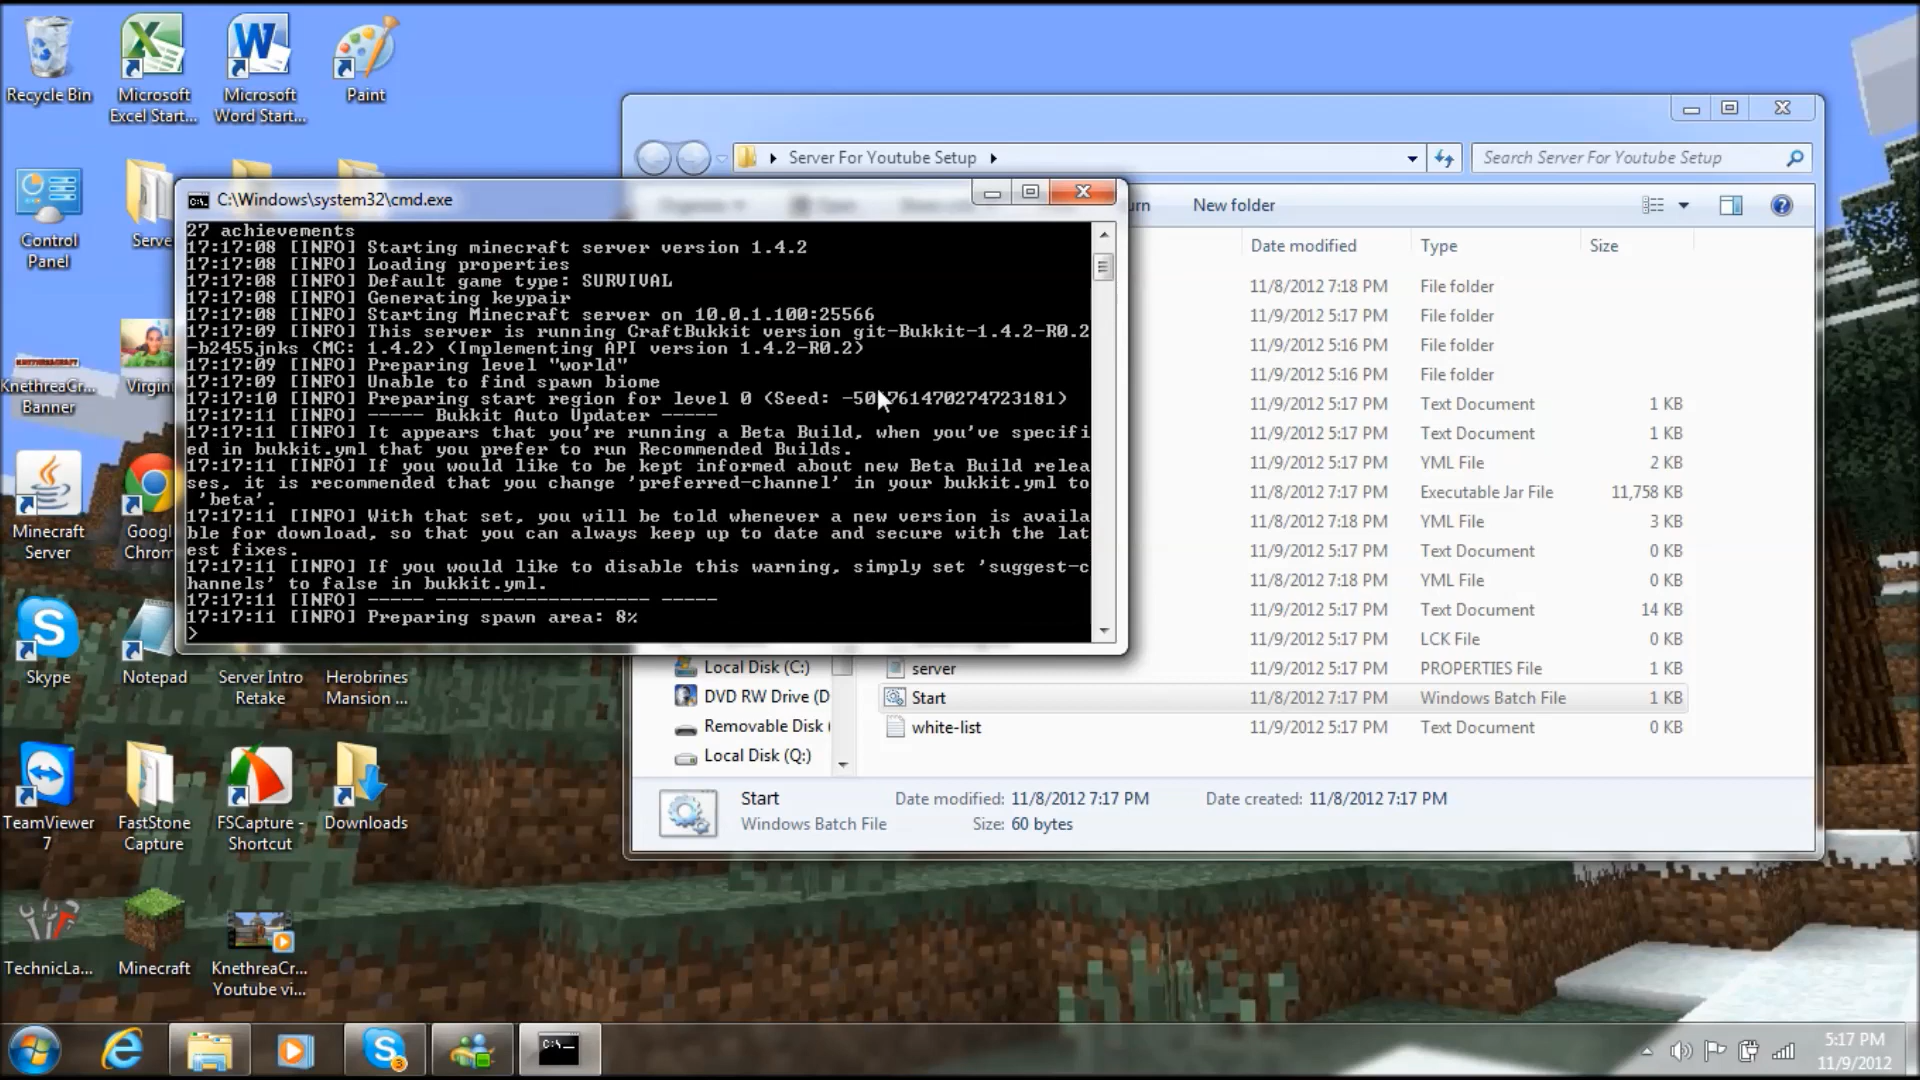 Recycle Bin
Microsoft
Excel Start...
Microsoft
Word Start...
Paint
Control
Panel
Serve
KnethreaCr...
Banner
Virgin
Minecraft
Server
Googl
Chrom
Skype
Notepad
Server Intro
Retake
Herobrines
Mansion ...
TeamViewer
7
FastStone
Capture
FSCapture -
Shortcut
Downloads
TechnicLa...
Minecraft
KnethreaCr...
Youtube vi...
Server For Youtube Setup
Search Server For Youtube Setup
New folder
Date modified Type Size
11/8/2012 7:18 PM File folder
11/9/2012 5:17 PM File folder
11/9/2012 5:16 PM File folder
11/9/2012 5:16 PM File folder
11/9/2012 5:17 PM Text Document 1 KB
11/9/2012 5:17 PM Text Document 1 KB
11/9/2012 5:17 PM YML File 2 KB
11/8/2012 7:17 PM Executable Jar File 11,758 KB
11/8/2012 7:18 PM YML File 3 KB
11/9/2012 5:17 PM Text Document 0 KB
11/8/2012 7:18 PM YML File 0 KB
11/9/2012 5:17 PM Text Document 14 KB
11/9/2012 5:17 PM LCK File 0 KB
server 11/9/2012 5:17 PM PROPERTIES File 1 KB
Start 11/8/2012 7:17 PM Windows Batch File 1 KB
white-list 11/9/2012 5:17 PM Text Document 0 KB
Local Disk (C:)
DVD RW Drive (D
Removable Disk (
Local Disk (Q:)
Start Date modified: 11/8/2012 7:17 PM Date created: 11/8/2012 7:17 PM
Windows Batch File Size: 60 bytes
C:\Windows\system32\cmd.exe
27 achievements
17:17:08 [INFO] Starting minecraft server version 1.4.2
17:17:08 [INFO] Loading properties
17:17:08 [INFO] Default game type: SURVIVAL
17:17:08 [INFO] Generating keypair
17:17:08 [INFO] Starting Minecraft server on 10.0.1.100:25566
17:17:09 [INFO] This server is running CraftBukkit version git-Bukkit-1.4.2-R0.2
-b2455jnks (MC: 1.4.2) (Implementing API version 1.4.2-R0.2)
17:17:09 [INFO] Preparing level "world"
17:17:09 [INFO] Unable to find spawn biome
17:17:10 [INFO] Preparing start region for level 0 (Seed:
17:17:11 [INFO] ----- Bukkit Auto Updater -----
17:17:11 [INFO] It appears that you're running a Beta Build, when you've specifi
ed in bukkit.yml that you prefer to run Recommended Builds.
17:17:11 [INFO] If you would like to be kept informed about new Beta Build relea
ses, it is recommended that you change 'preferred-channel' in your bukkit.yml to
'beta'.
17:17:11 [INFO] With that set, you will be told whenever a new version is availa
ble for download, so that you can always keep up to date and secure with the lat
est fixes.
17:17:11 [INFO] If you would like to disable this warning, simply set 'suggest-c
hannels' to false in bukkit.yml.
17:17:11 [INFO] ----- ------------------- -----
17:17:11 [INFO] Preparing spawn area: 8%
>
5:17 PM
11/9/2012